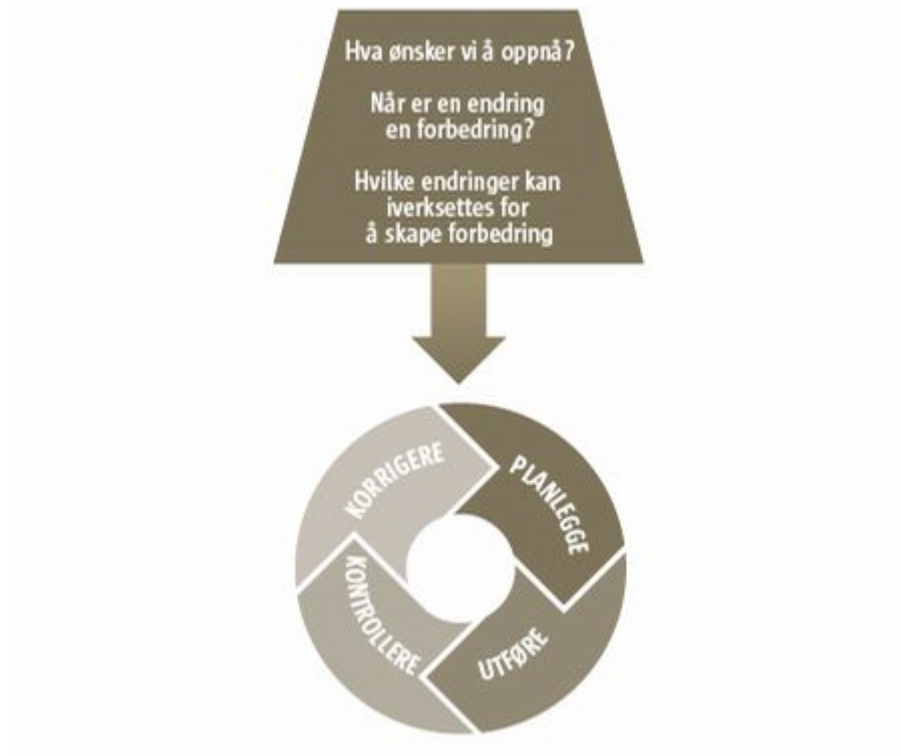 Hva ønsker vi å oppnå?
Når er en endring
en forbedring?
Hvilke endringer kan
iverksettes for
å skape forbedring
PLANLEGGE
UTFØRE
KONTROLLERE
KORRIGERE